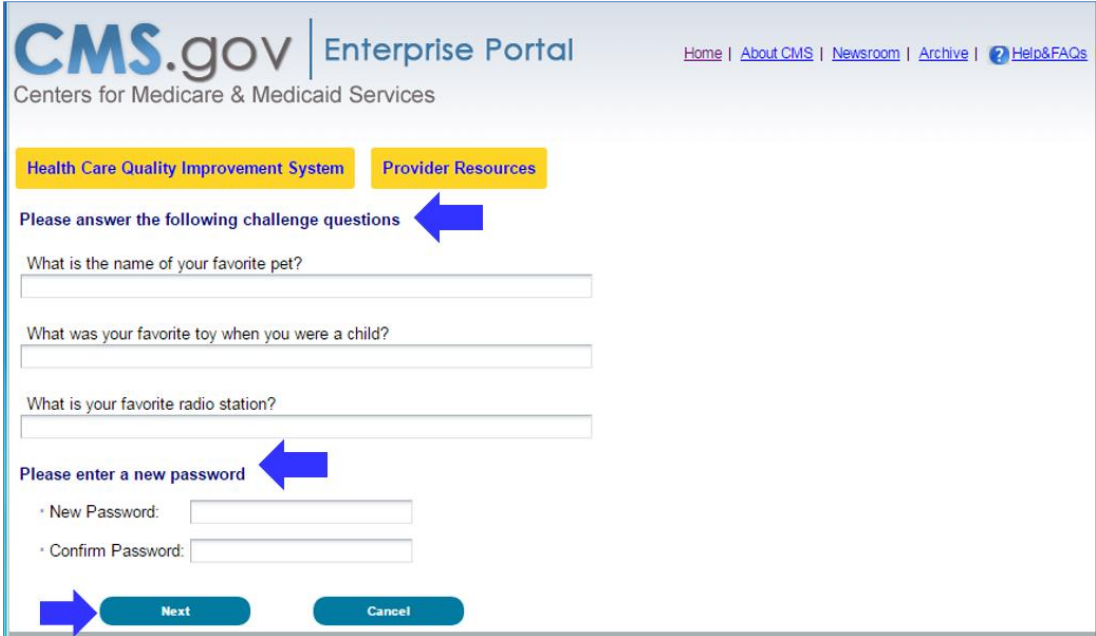 CMS.gov | Enterprise Portal
Home | About CMS | Newsroom | Archive | ? Help&FAQs
Centers for Medicare & Medicaid Services
Health Care Quality Improvement System Provider Resources
Please answer the following challenge questions
What is the name of your favorite pet?
What was your favorite toy when you were a child?
What is your favorite radio station?
Please enter a new password
* New Password:
* Confirm Password:
Next Cancel